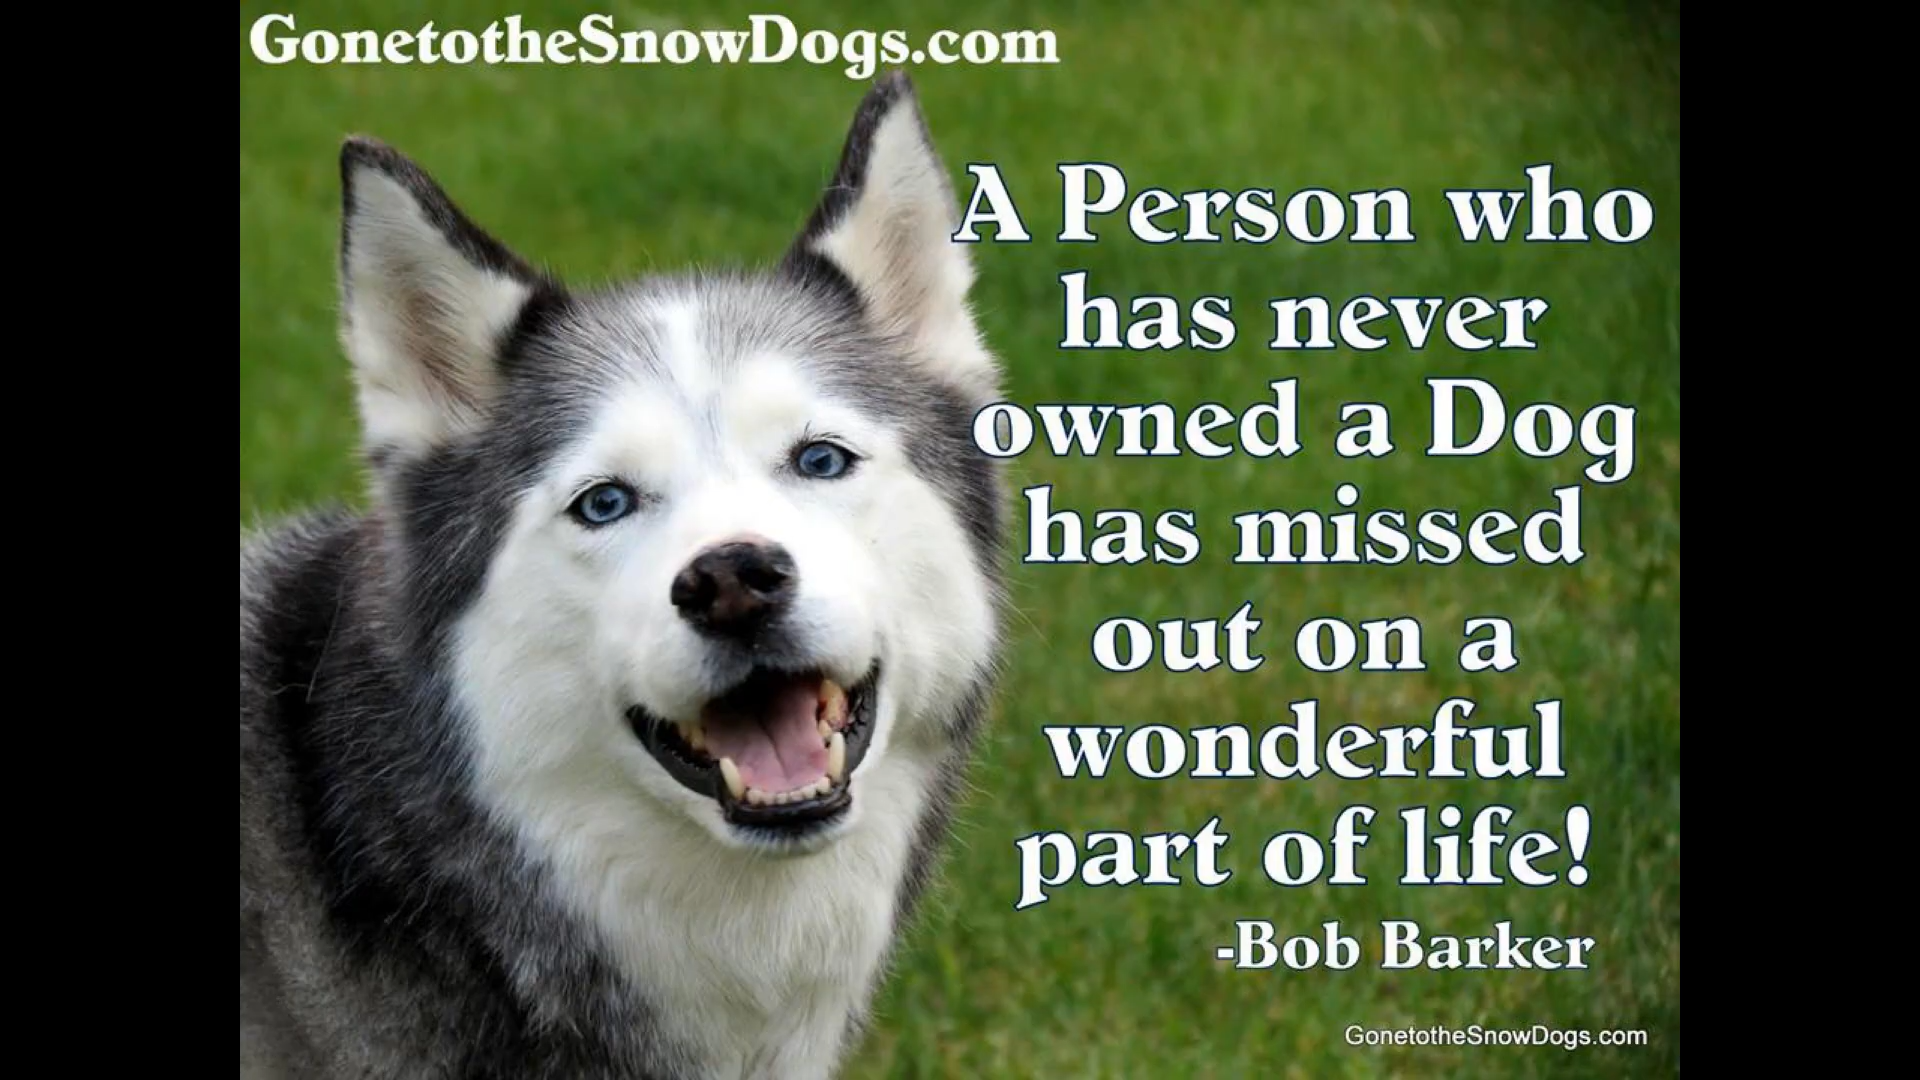 GonetotheSnowDogs.com
A Person who
has never
owned a Dog
has missed
out on a
wonderful
part of life!
-Bob Barker
GonetotheSnowDogs.com